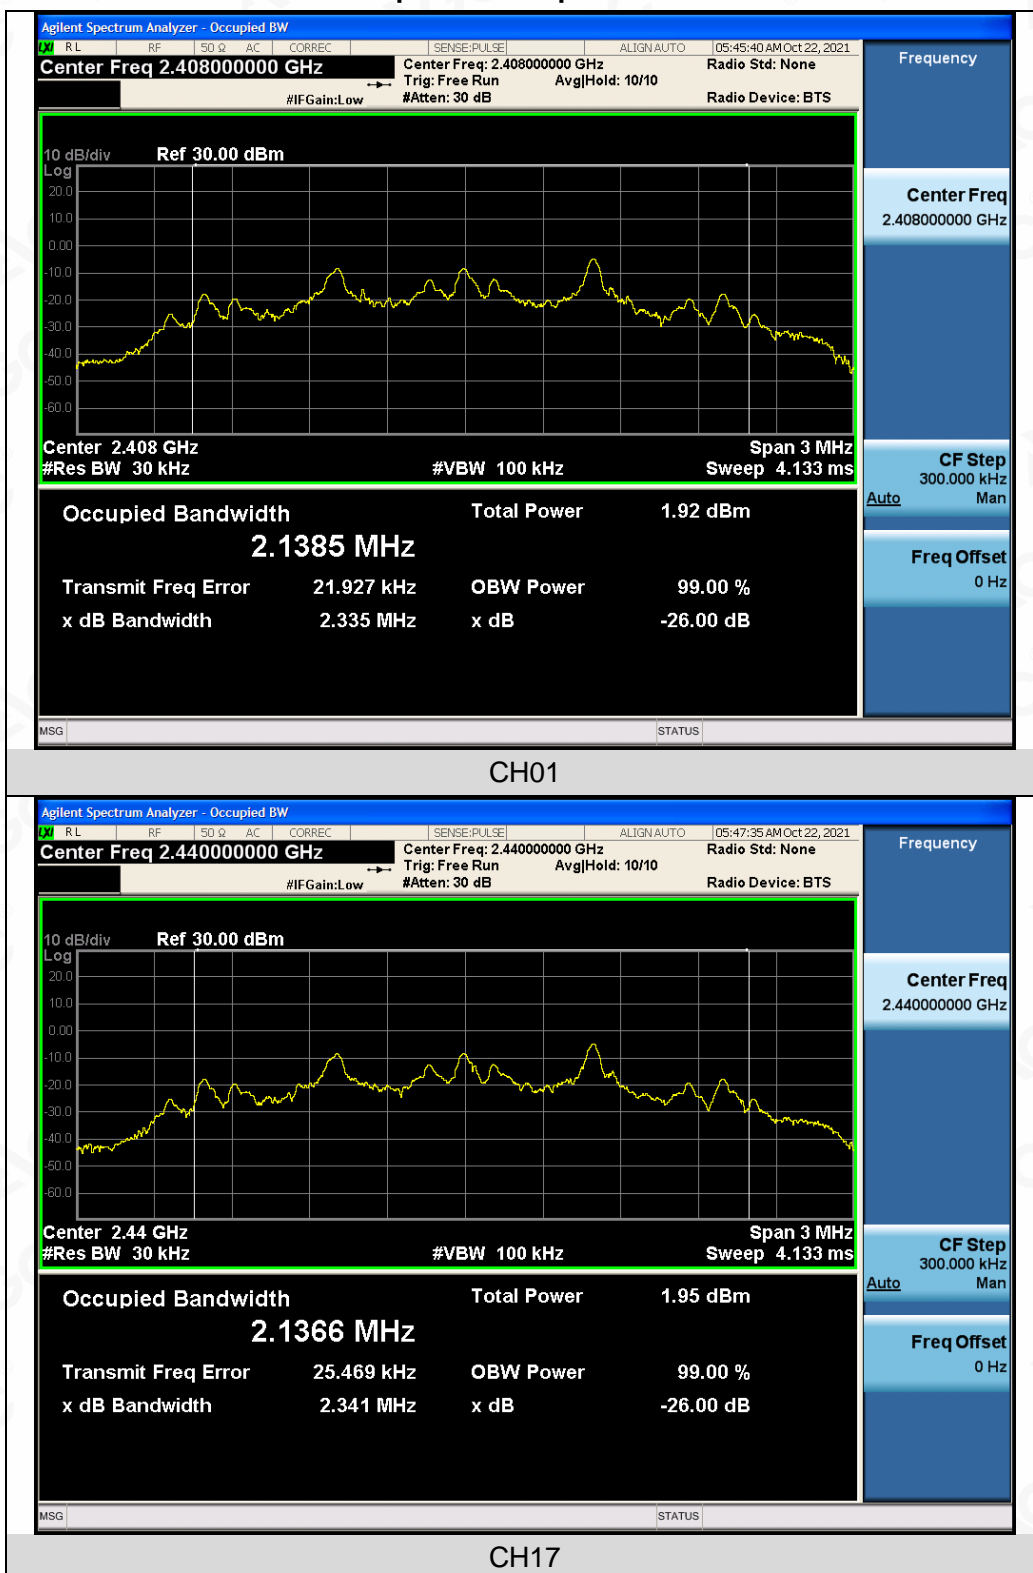 Agilent Spectrum Analyzer - Occupied BW
LXI RL RF 50 Ω AC CORREC SENSE:PULSE ALIGN AUTO 05:45:40 AM Oct 22, 2021
Center Freq 2.408000000 GHz Center Freq: 2.408000000 GHz Radio Std: None
Trig: Free Run Avg|Hold: 10/10
#IFGain:Low #Atten: 30 dB Radio Device: BTS
Frequency
10 dB/div Ref 30.00 dBm
Log
20.0
10.0
0.00
-10.0
-20.0
-30.0
-40.0
-50.0
-60.0
Center Freq
2.408000000 GHz
Center 2.408 GHz Span 3 MHz
#Res BW 30 kHz #VBW 100 kHz Sweep 4.133 ms
CF Step
300.000 kHz
Auto Man
Occupied Bandwidth Total Power 1.92 dBm
2.1385 MHz
Transmit Freq Error 21.927 kHz OBW Power 99.00 %
x dB Bandwidth 2.335 MHz x dB -26.00 dB
Freq Offset
0 Hz
MSG STATUS
CH01
Agilent Spectrum Analyzer - Occupied BW
LXI RL RF 50 Ω AC CORREC SENSE:PULSE ALIGN AUTO 05:47:35 AM Oct 22, 2021
Center Freq 2.440000000 GHz Center Freq: 2.440000000 GHz Radio Std: None
Trig: Free Run Avg|Hold: 10/10
#IFGain:Low #Atten: 30 dB Radio Device: BTS
Frequency
10 dB/div Ref 30.00 dBm
Log
20.0
10.0
0.00
-10.0
-20.0
-30.0
-40.0
-50.0
-60.0
Center Freq
2.440000000 GHz
Center 2.44 GHz Span 3 MHz
#Res BW 30 kHz #VBW 100 kHz Sweep 4.133 ms
CF Step
300.000 kHz
Auto Man
Occupied Bandwidth Total Power 1.95 dBm
2.1366 MHz
Transmit Freq Error 25.469 kHz OBW Power 99.00 %
x dB Bandwidth 2.341 MHz x dB -26.00 dB
Freq Offset
0 Hz
MSG STATUS
CH17